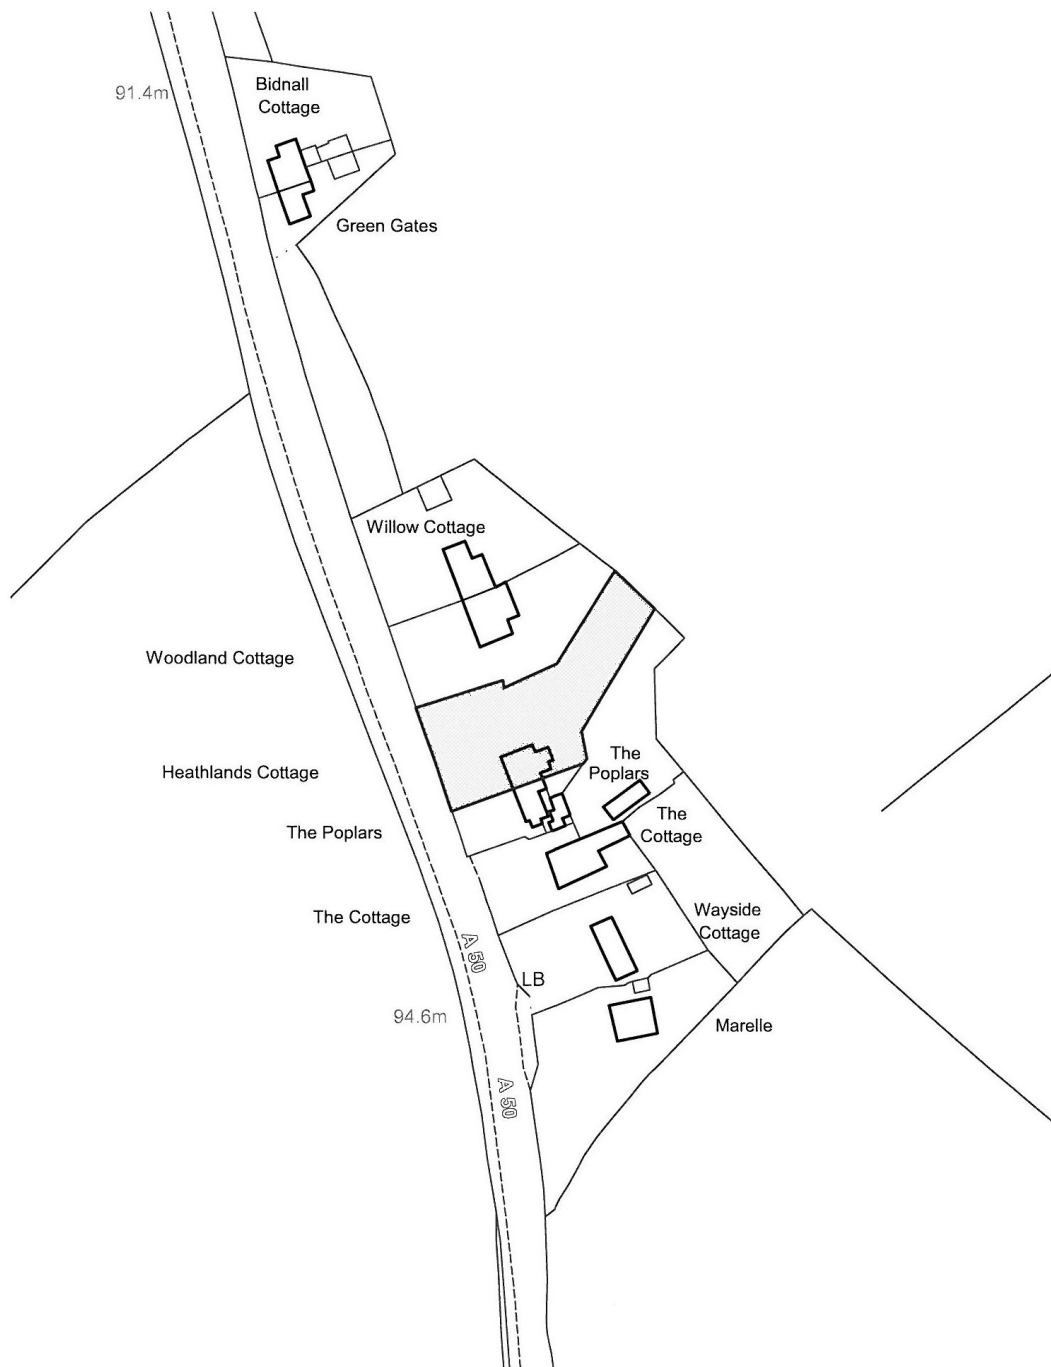 Bidnall
Cottage
91.4m
Green Gates
Willow Cottage
Woodland Cottage
Heathlands Cottage
The
Poplars
The Poplars
The
Cottage
The Cottage
Wayside
Cottage
A 50
LB
94.6m
Marelle
A 50